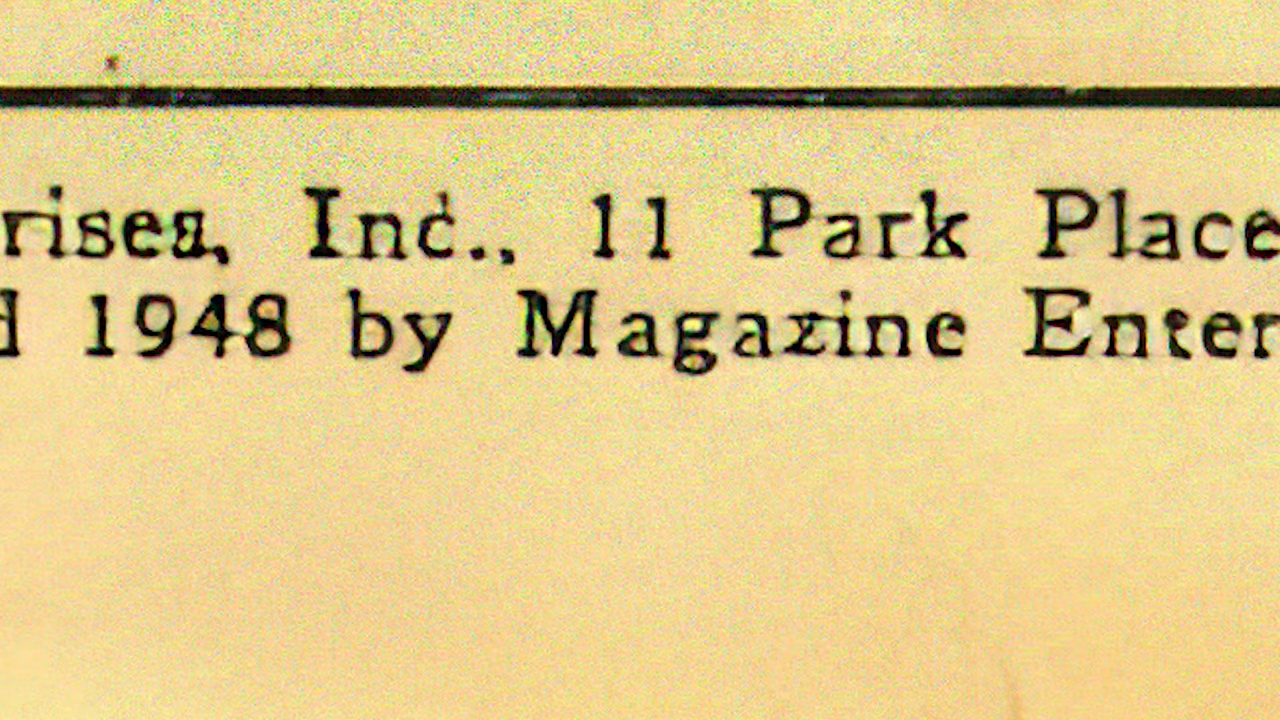 rises, Inc., 11 Park Place
d 1948 by Magazine Enter